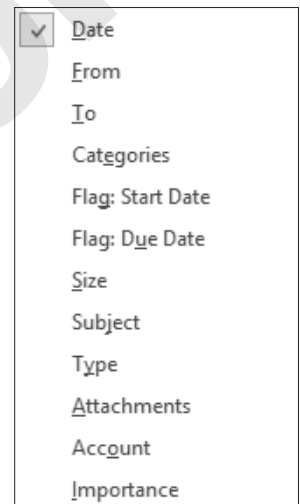 Date
From
To
Categories
Flag: Start Date
Flag: Due Date
Size
Subject
Type
Attachments
Account
Importance